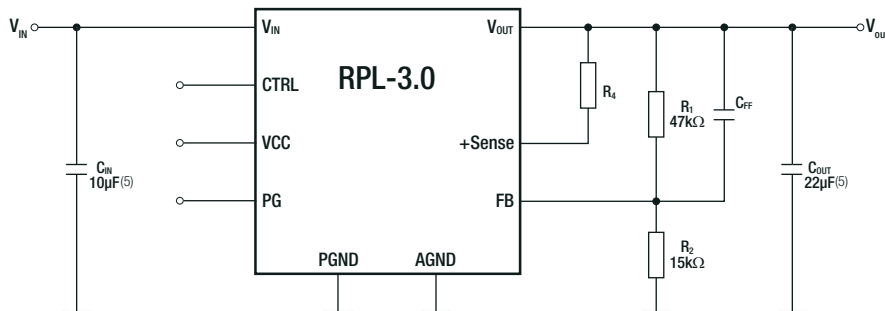 VIN
VIN
CTRL
VCC
PG
RPL-3.0
VOUT
+Sense
FB
PGND
AGND
R4
R1
47kΩ
CFF
R2
15kΩ
CIN
10µF(5)
COUT
22µF(5)
Vou